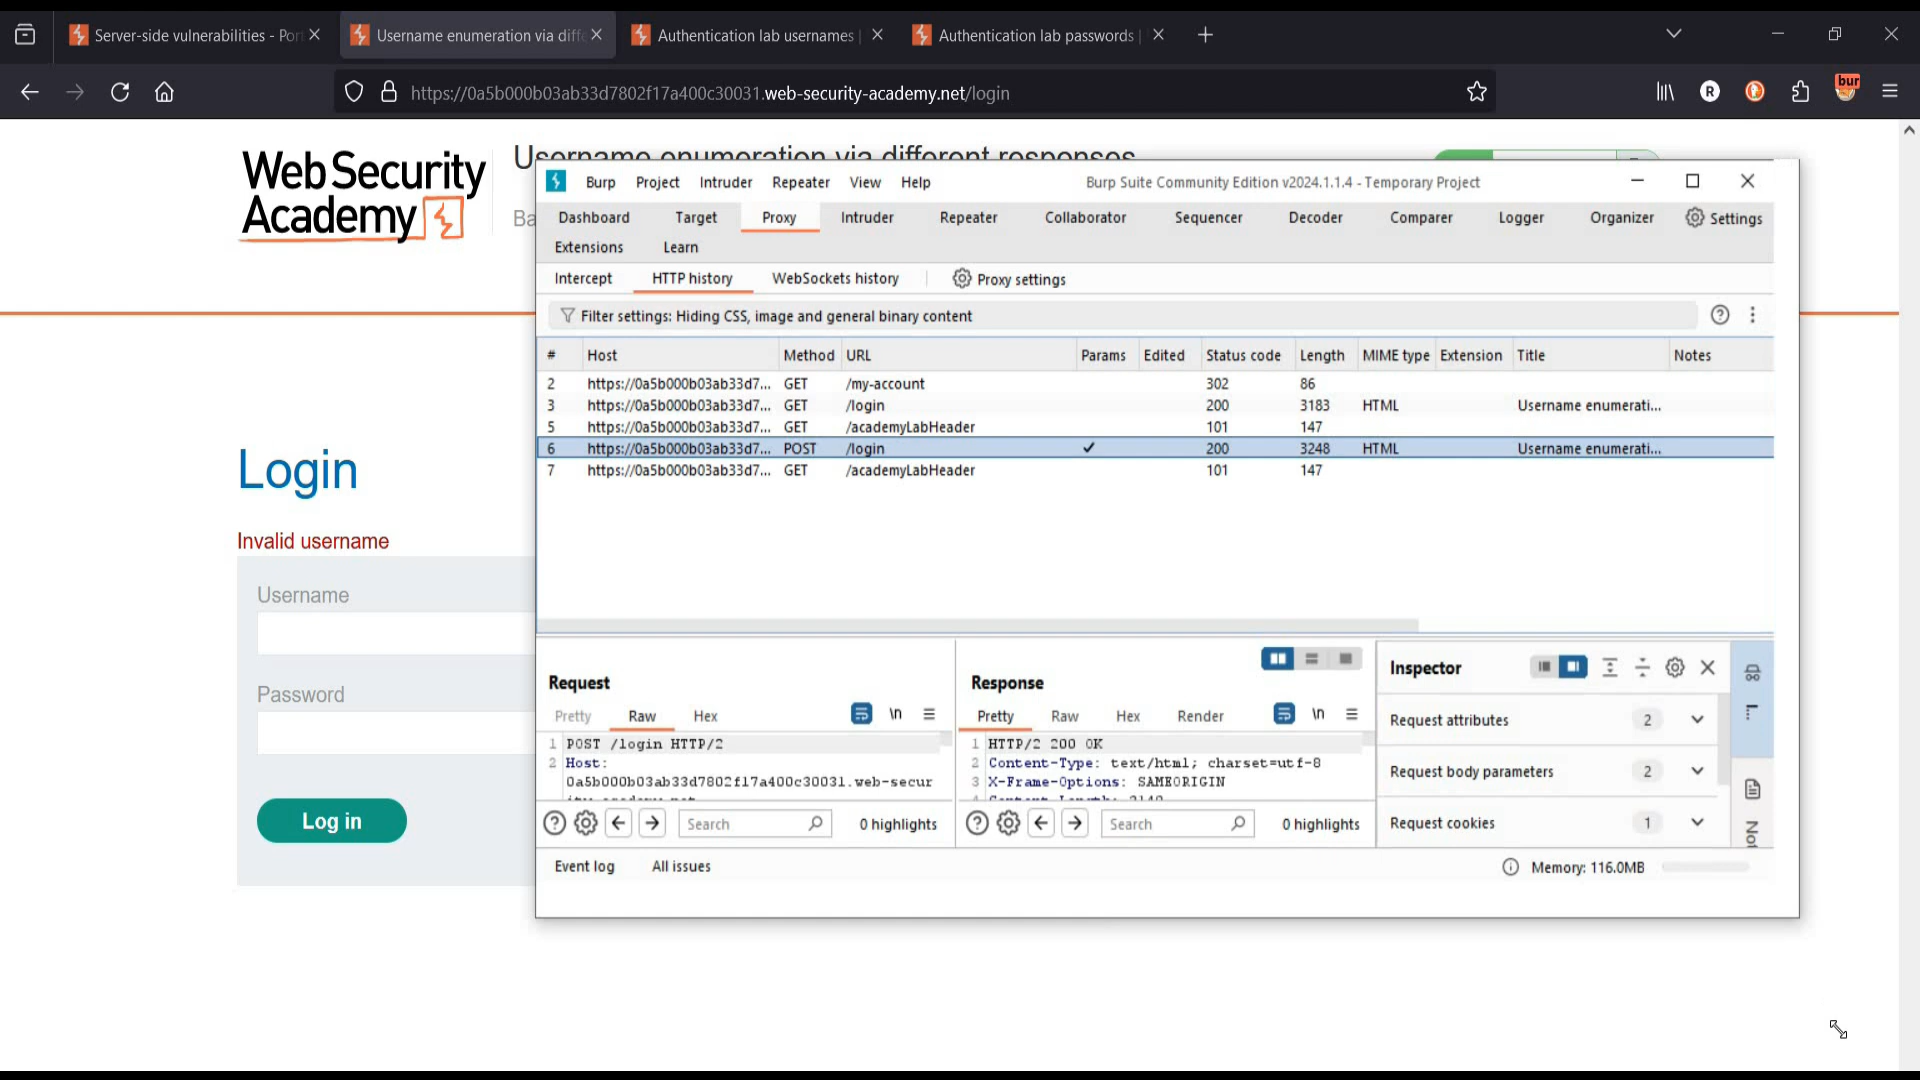 Server-side vulnerabilities - Por
Username enumeration via diffe
Authentication lab usernames |
Authentication lab passwords |
https://0a5b000b03ab33d7802f17a400c30031.web-security-academy.net/login
R
bur
Web Security
Academy
Username enumeration via different responses
Ba
Login
Invalid username
Username
Password
Log in
Burp Project Intruder Repeater View Help
Burp Suite Community Edition v2024.1.1.4 - Temporary Project
Dashboard Target Proxy Intruder Repeater Collaborator Sequencer Decoder Comparer Logger Organizer Settings
Extensions Learn
Intercept HTTP history WebSockets history Proxy settings
Filter settings: Hiding CSS, image and general binary content
# Host Method URL Params Edited Status code Length MIME type Extension Title Notes
2 https://0a5b000b03ab33d7... GET /my-account 302 86
3 https://0a5b000b03ab33d7... GET /login 200 3183 HTML Username enumerati...
5 https://0a5b000b03ab33d7... GET /academyLabHeader 101 147
6 https://0a5b000b03ab33d7... POST /login ✓ 200 3248 HTML Username enumerati...
7 https://0a5b000b03ab33d7... GET /academyLabHeader 101 147
Request
Pretty Raw Hex \n
1 POST /login HTTP/2
2 Host:
0a5b000b03ab33d7802f17a400c30031.web-secur
Search 0 highlights
Response
Pretty Raw Hex Render \n
1 HTTP/2 200 OK
2 Content-Type: text/html; charset=utf-8
3 X-Frame-Options: SAMEORIGIN
Search 0 highlights
Inspector
Request attributes 2
Request body parameters 2
Request cookies 1
Not
Event log All issues
Memory: 116.0MB